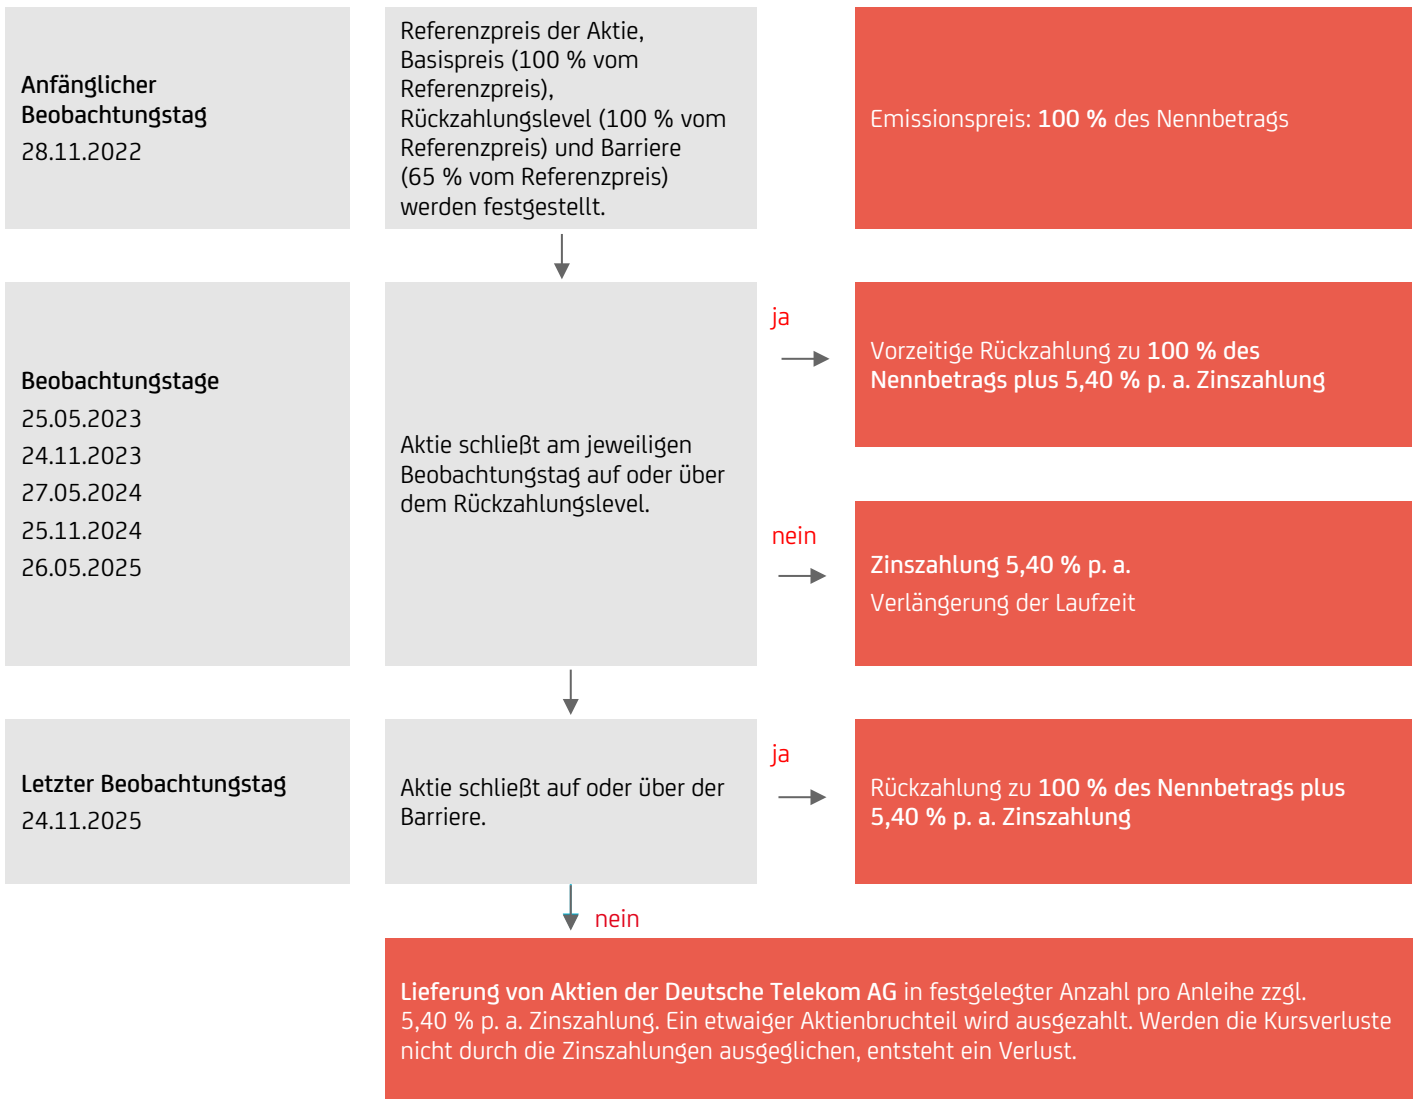 Anfänglicher
Beobachtungstag
28.11.2022
Referenzpreis der Aktie,
Basispreis (100 % vom
Referenzpreis),
Rückzahlungslevel (100 % vom
Referenzpreis) und Barriere
(65 % vom Referenzpreis)
werden festgestellt.
Emissionspreis: 100 % des Nennbetrags
Beobachtungstage
25.05.2023
24.11.2023
27.05.2024
25.11.2024
26.05.2025
Aktie schließt am jeweiligen
Beobachtungstag auf oder über
dem Rückzahlungslevel.
ja
Vorzeitige Rückzahlung zu 100 % des
Nennbetrags plus 5,40 % p. a. Zinszahlung
nein
Zinszahlung 5,40 % p. a.
Verlängerung der Laufzeit
Letzter Beobachtungstag
24.11.2025
Aktie schließt auf oder über der
Barriere.
ja
Rückzahlung zu 100 % des Nennbetrags plus
5,40 % p. a. Zinszahlung
nein
Lieferung von Aktien der Deutsche Telekom AG in festgelegter Anzahl pro Anleihe zzgl.
5,40 % p. a. Zinszahlung. Ein etwaiger Aktienbruchteil wird ausgezahlt. Werden die Kursverluste
nicht durch die Zinszahlungen ausgeglichen, entsteht ein Verlust.